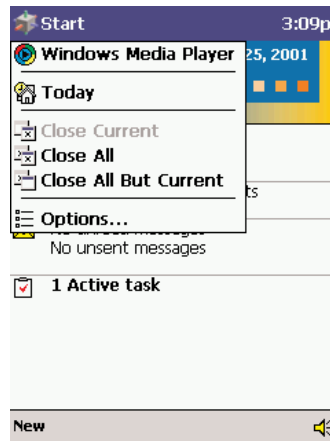 Start 3:09p
Windows Media Player
25, 2001
Today
Close Current
Close All
Close All But Current
ts
Options...
No unsent messages
1 Active task
New